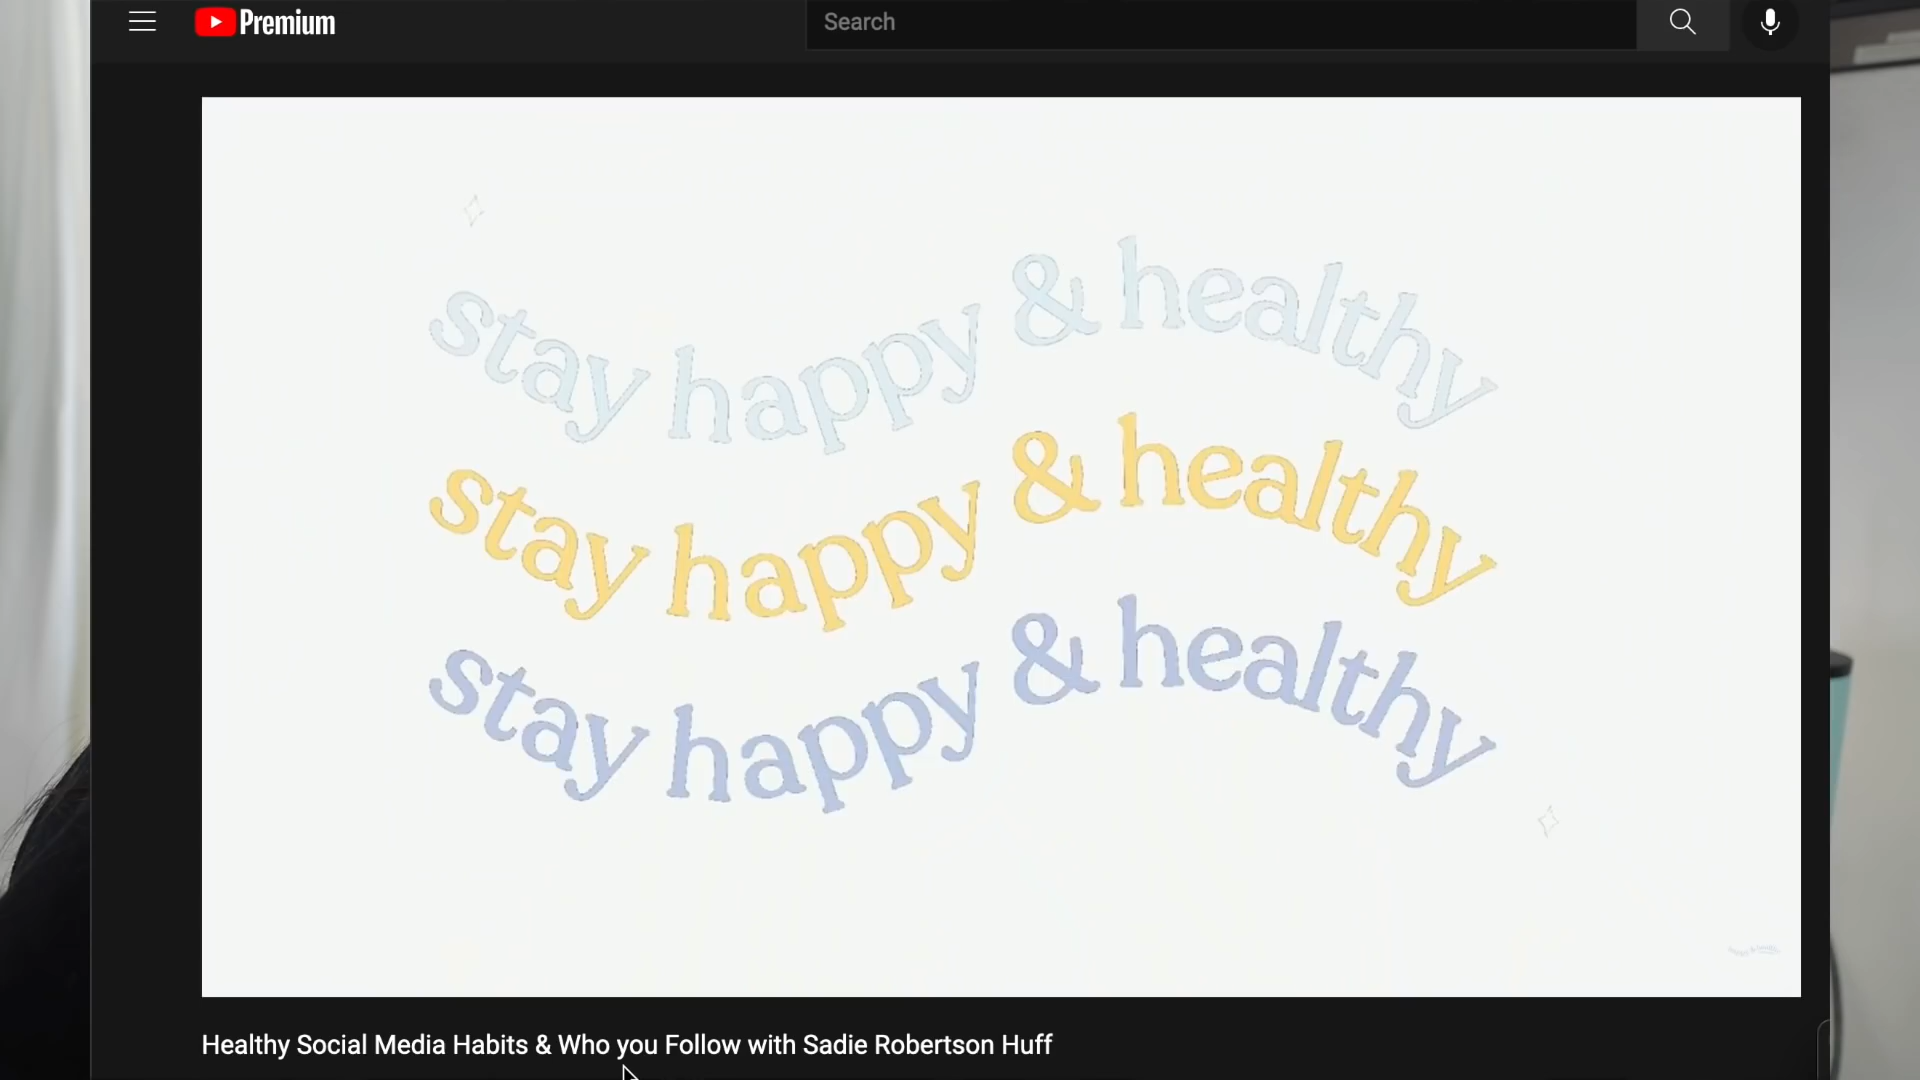 Premium
Search
stay happy & healthy
stay happy & healthy
stay happy & healthy
Healthy Social Media Habits & Who you Follow with Sadie Robertson Huff